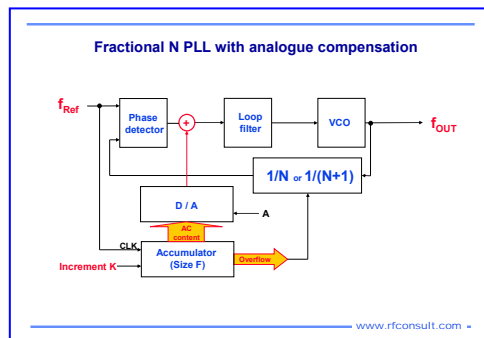 Fractional N PLL with analogue compensation
fRef
Phase
detector
+
Loop
filter
VCO
fOUT
1/N or 1/(N+1)
D / A
A
AC
content
CLK
Accumulator
(Size F)
Overflow
Increment K
www.rfconsult.com